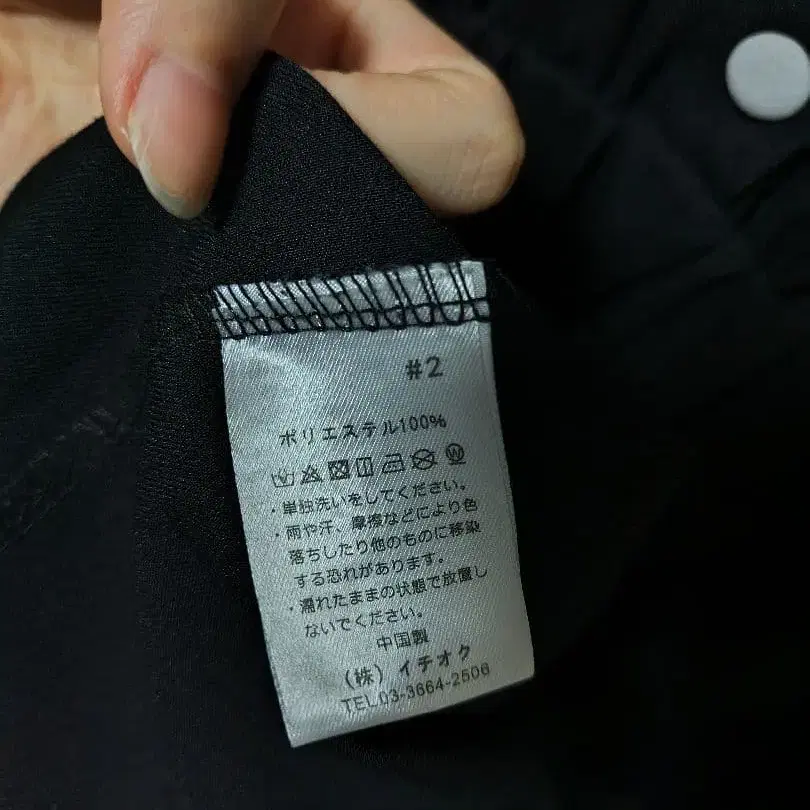 #2
ポリエステル100%
W
・単独洗いをしてください。
・雨や汗、摩擦などにより色
落ちしたり他のものに移染
する恐れがあります。
・濡れたままの状態で放置し
ないでください。
中国製
(株) イチオク
TEL03-3664-2506